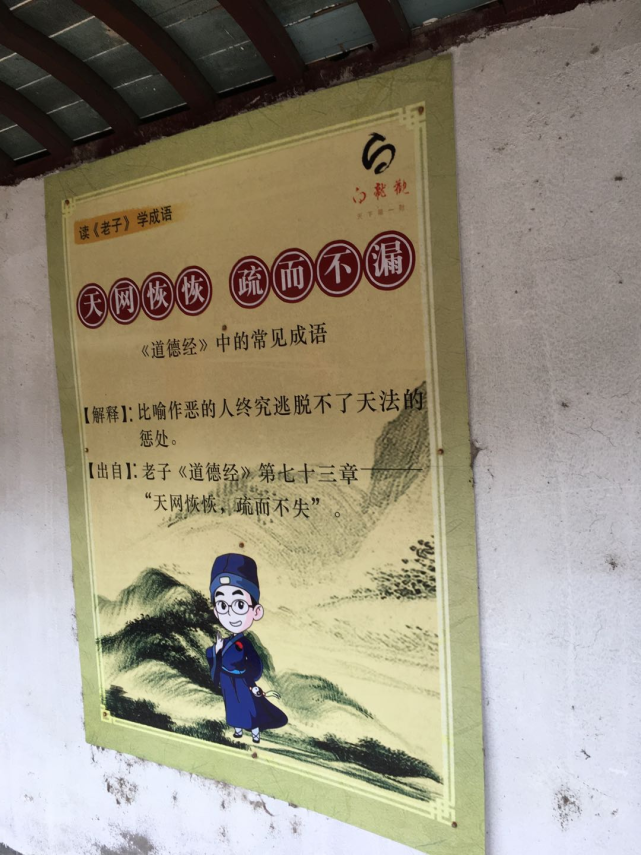 白龙观
读《老子》学成语
天网恢恢 疏而不漏
《道德经》中的常见成语
【解释】：比喻作恶的人终究逃脱不了天法的
惩处。
【出自】：老子《道德经》第七十三章———
“天网恢恢，疏而不失”。